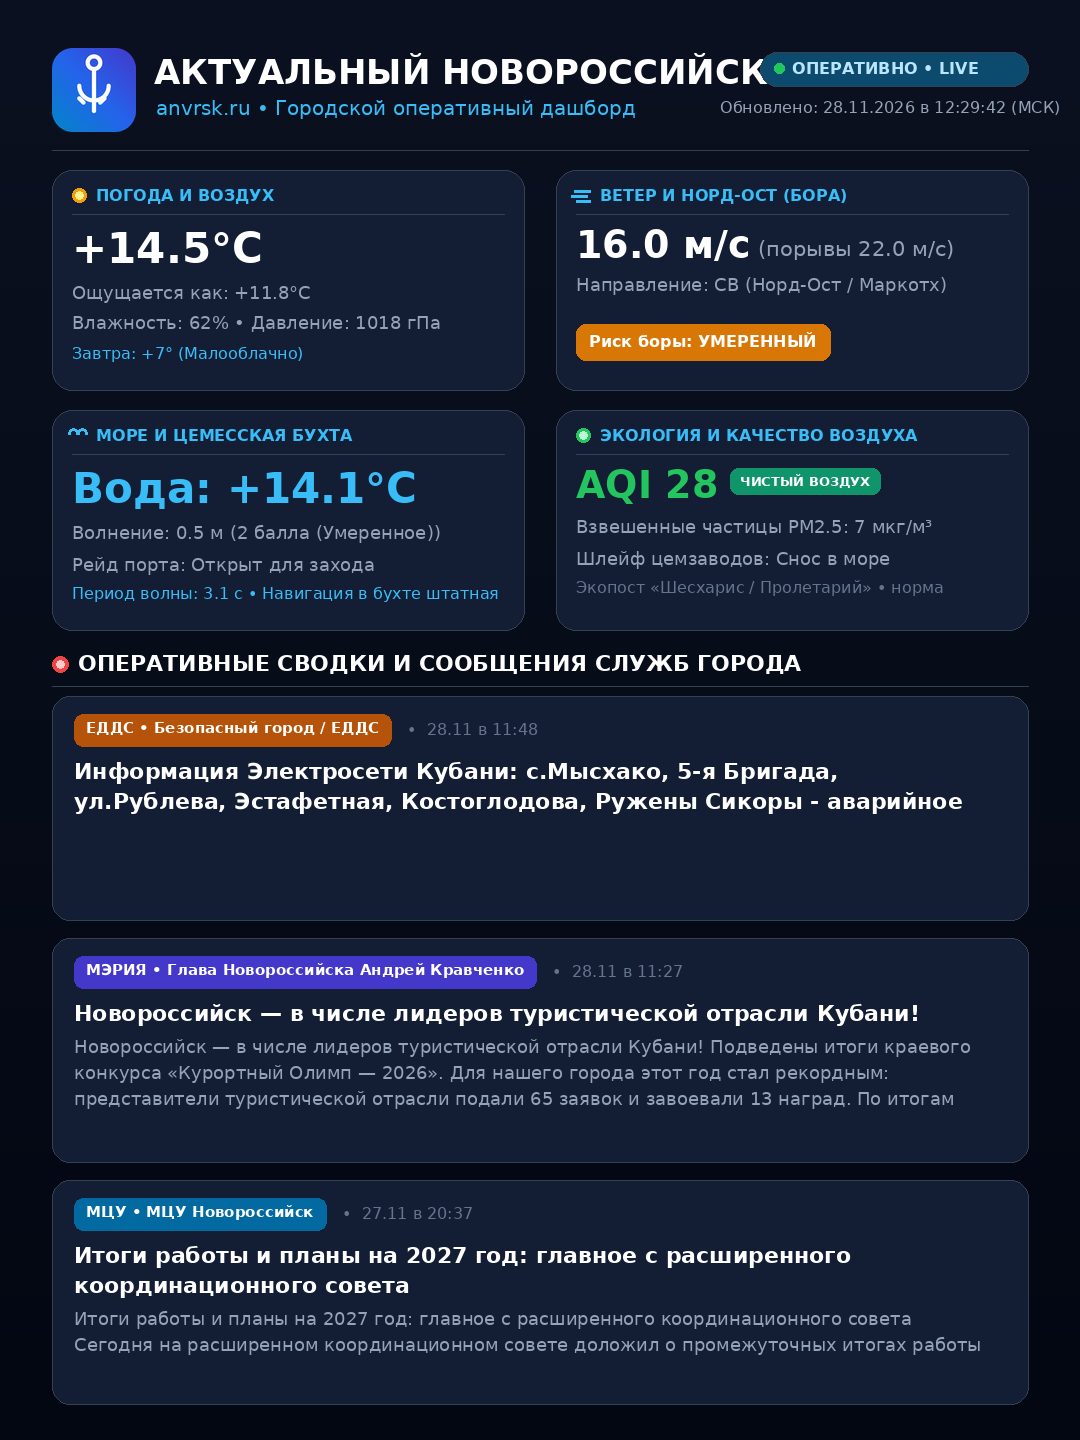 АКТУАЛЬНЫЙ НОВОРОССИЙСК
ОПЕРАТИВНО • LIVE
anvrsk.ru • Городской оперативный дашборд
Обновлено: 28.11.2026 в 12:29:42 (МСК)
ПОГОДА И ВОЗДУХ
+14.5°C
Ощущается как: +11.8°C
Влажность: 62% • Давление: 1018 гПа
Завтра: +7° (Малооблачно)
ВЕТЕР И НОРД-ОСТ (БОРА)
16.0 м/с (порывы 22.0 м/с)
Направление: СВ (Норд-Ост / Маркотх)
Риск боры: УМЕРЕННЫЙ
МОРЕ И ЦЕМЕССКАЯ БУХТА
Вода: +14.1°C
Волнение: 0.5 м (2 балла (Умеренное))
Рейд порта: Открыт для захода
Период волны: 3.1 с • Навигация в бухте штатная
ЭКОЛОГИЯ И КАЧЕСТВО ВОЗДУХА
AQI 28 ЧИСТЫЙ ВОЗДУХ
Взвешенные частицы PM2.5: 7 мкг/м³
Шлейф цемзаводов: Снос в море
Экопост «Шесхарис / Пролетарий» • норма
ОПЕРАТИВНЫЕ СВОДКИ И СООБЩЕНИЯ СЛУЖБ ГОРОДА
ЕДДС • Безопасный город / ЕДДС • 28.11 в 11:48
Информация Электросети Кубани: с.Мысхако, 5-я Бригада,
ул.Рублева, Эстафетная, Костоглодова, Ружены Сикоры - аварийное
МЭРИЯ • Глава Новороссийска Андрей Кравченко • 28.11 в 11:27
Новороссийск — в числе лидеров туристической отрасли Кубани!
Новороссийск — в числе лидеров туристической отрасли Кубани! Подведены итоги краевого
конкурса «Курортный Олимп — 2026». Для нашего города этот год стал рекордным:
представители туристической отрасли подали 65 заявок и завоевали 13 наград. По итогам
МЦУ • МЦУ Новороссийск • 27.11 в 20:37
Итоги работы и планы на 2027 год: главное с расширенного
координационного совета
Итоги работы и планы на 2027 год: главное с расширенного координационного совета
Сегодня на расширенном координационном совете доложил о промежуточных итогах работы